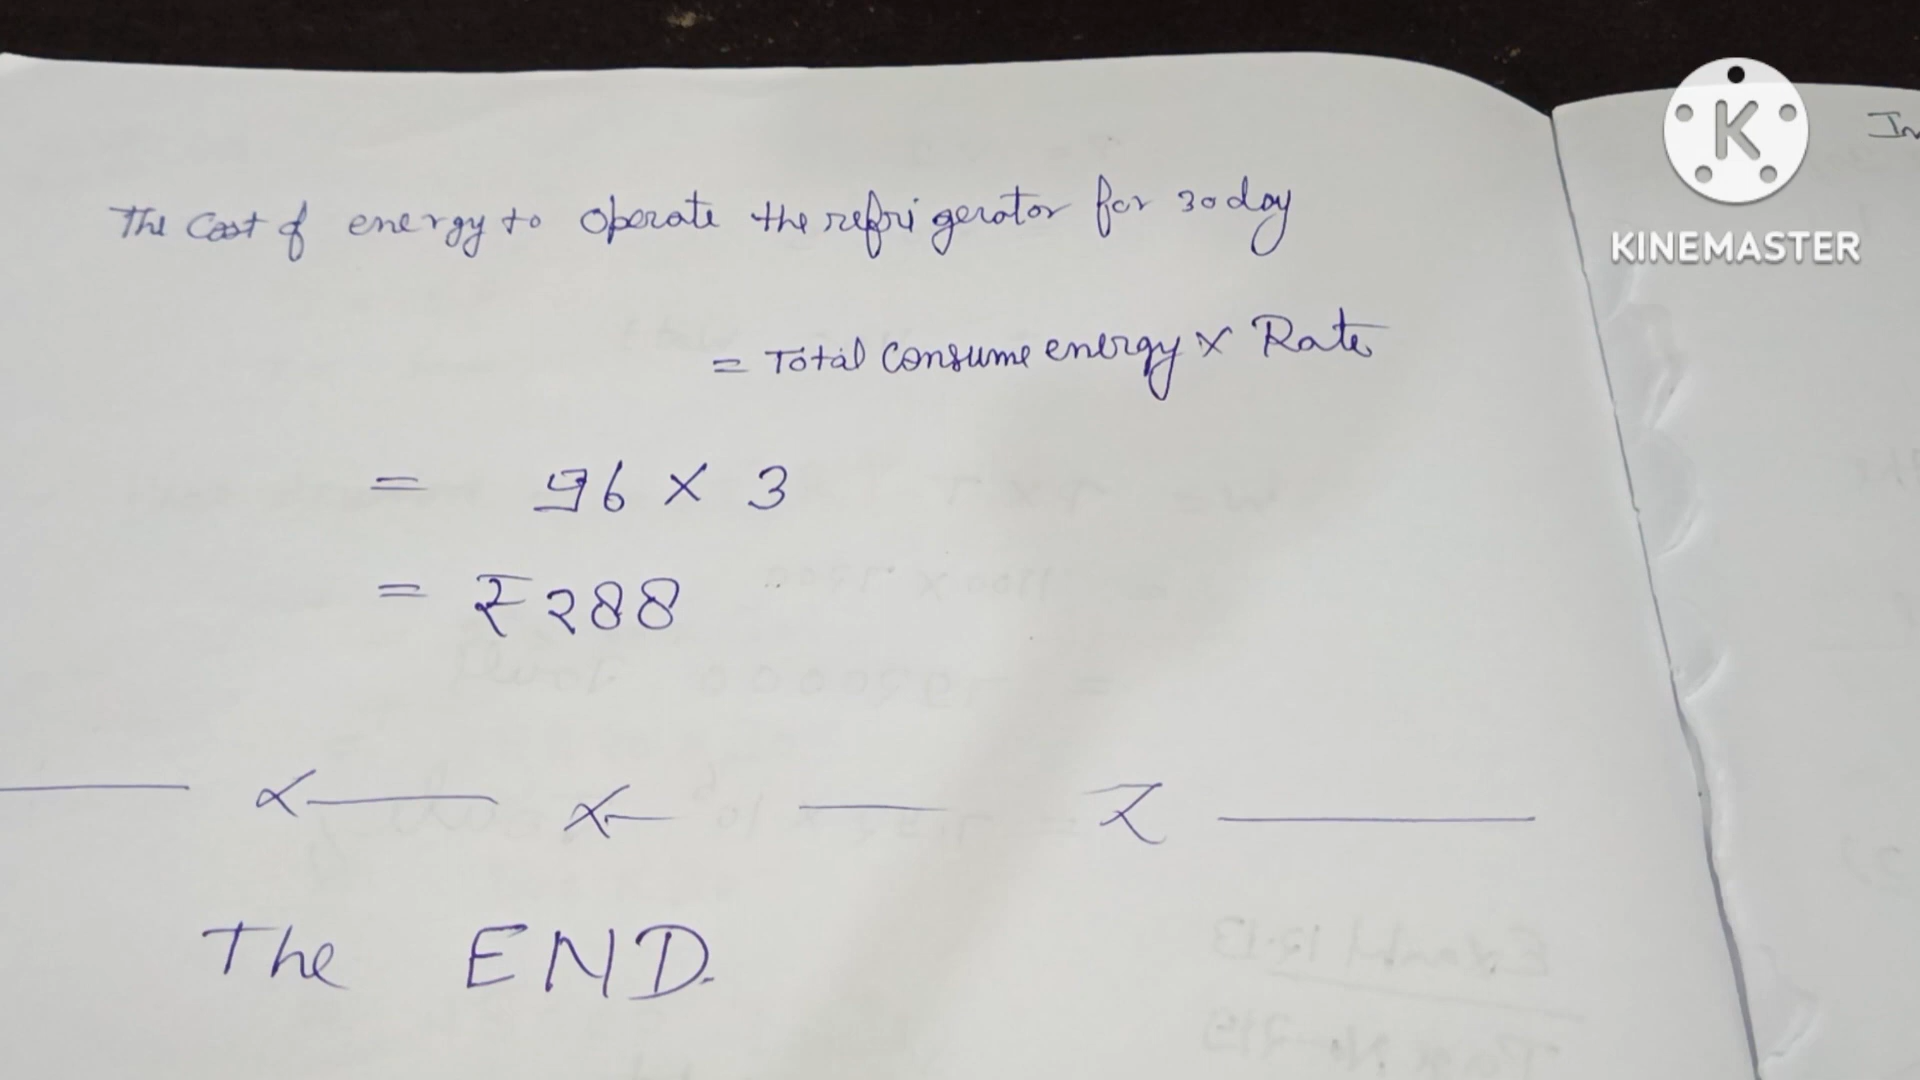 The Cost of energy to operate the refrigerator for 30 day
= Total Consume energy × Rate
= 96 × 3
= ₹ 288
The END.
K
KINEMASTER
In